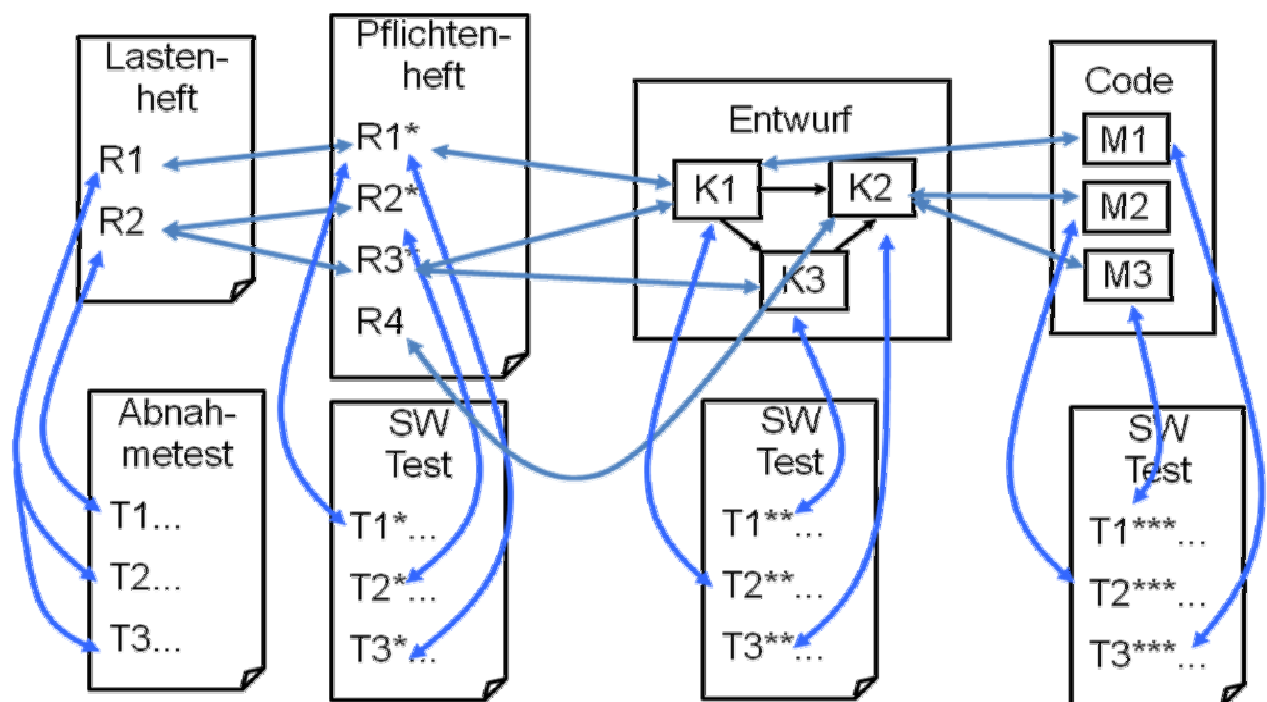 Lasten-
heft
R1
R2
Pflichten-
heft
R1*
R2*
R3*
R4
Entwurf
K1
K2
K3
Code
M1
M2
M3
Abnah-
metest
T1...
T2...
T3...
SW
Test
T1*...
T2*...
T3*...
SW
Test
T1**...
T2**...
T3**...
SW
Test
T1***...
T2***...
T3***...